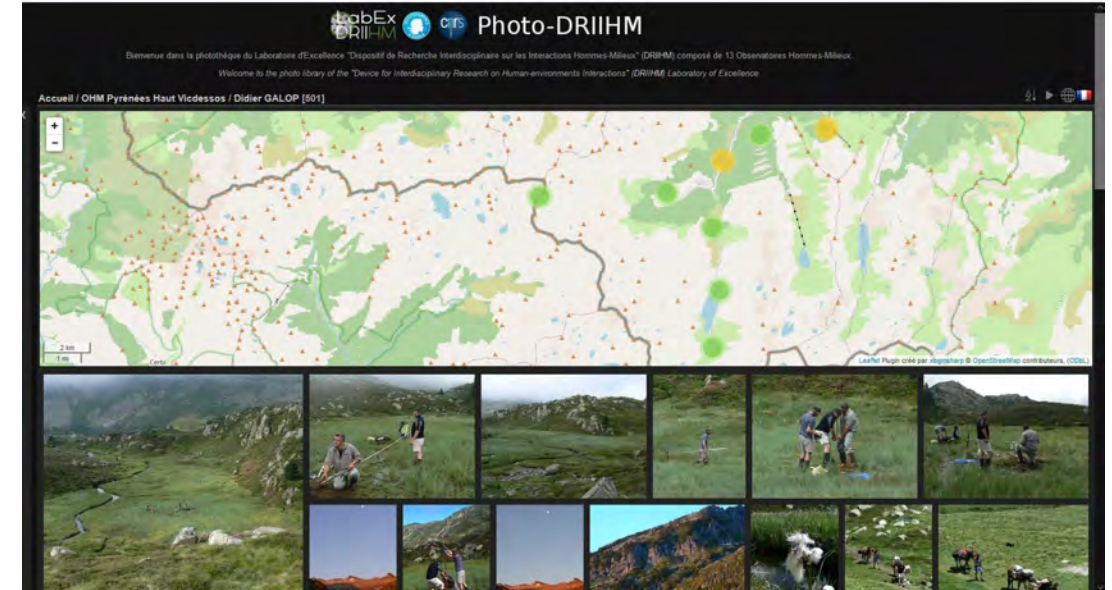 LabEx
DRIIHM
cnrs
Photo-DRIIHM
Bienvenue dans la photothèque du Laboratoire d'Excellence "Dispositif de Recherche Interdisciplinaire sur les Interactions Hommes-Milieux" (DRIIHM) composé de 13 Observatoires Hommes-Milieux.
Welcome to the photo library of the "Device for Interdisciplinary Research on Human-environments Interactions" (DRIIHM) Laboratory of Excellence
Accueil / OHM Pyrénées Haut Vicdessos / Didier GALOP [501]
+
−
2 km
1 mi
Certs
Leaflet Plugin créé par xbgmsharp © OpenStreetMap contributeurs, (ODbL)